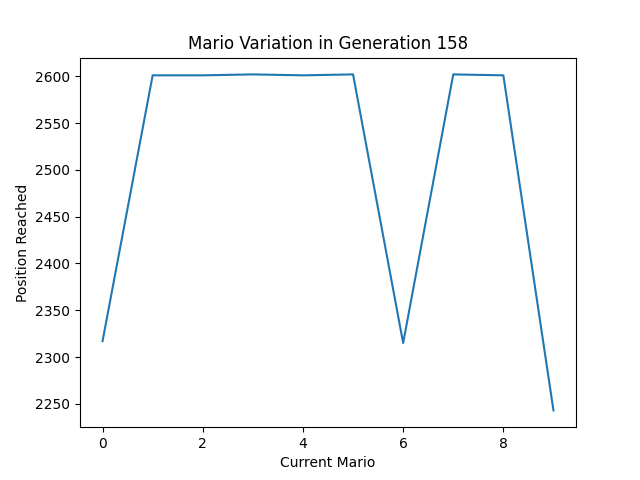 Mario Variation in Generation 158
Position Reached
2600
2550
2500
2450
2400
2350
2300
2250
0 2 4 6 8
Current Mario